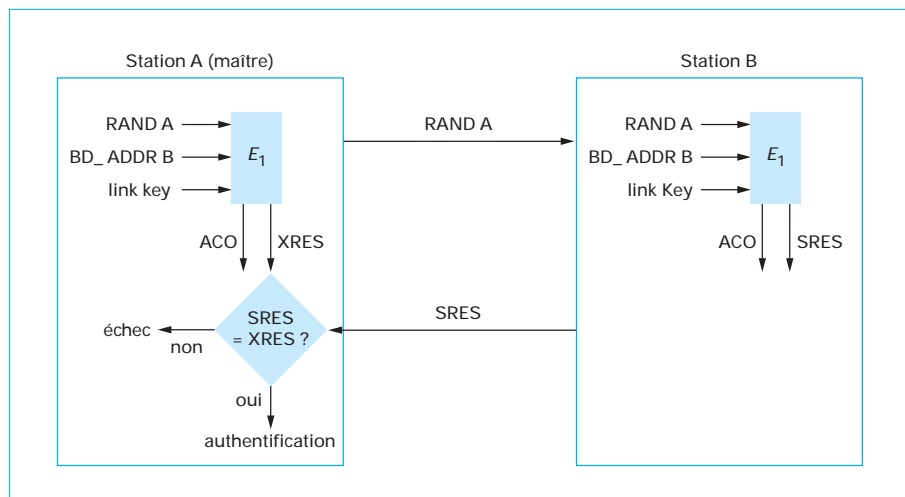 Station A (maître)
RAND A
BD_ ADDR B
link key
E1
ACO
XRES
SRES
= XRES ?
non
échec
oui
authentification
RAND A
SRES
Station B
RAND A
BD_ ADDR B
link Key
E1
ACO
SRES